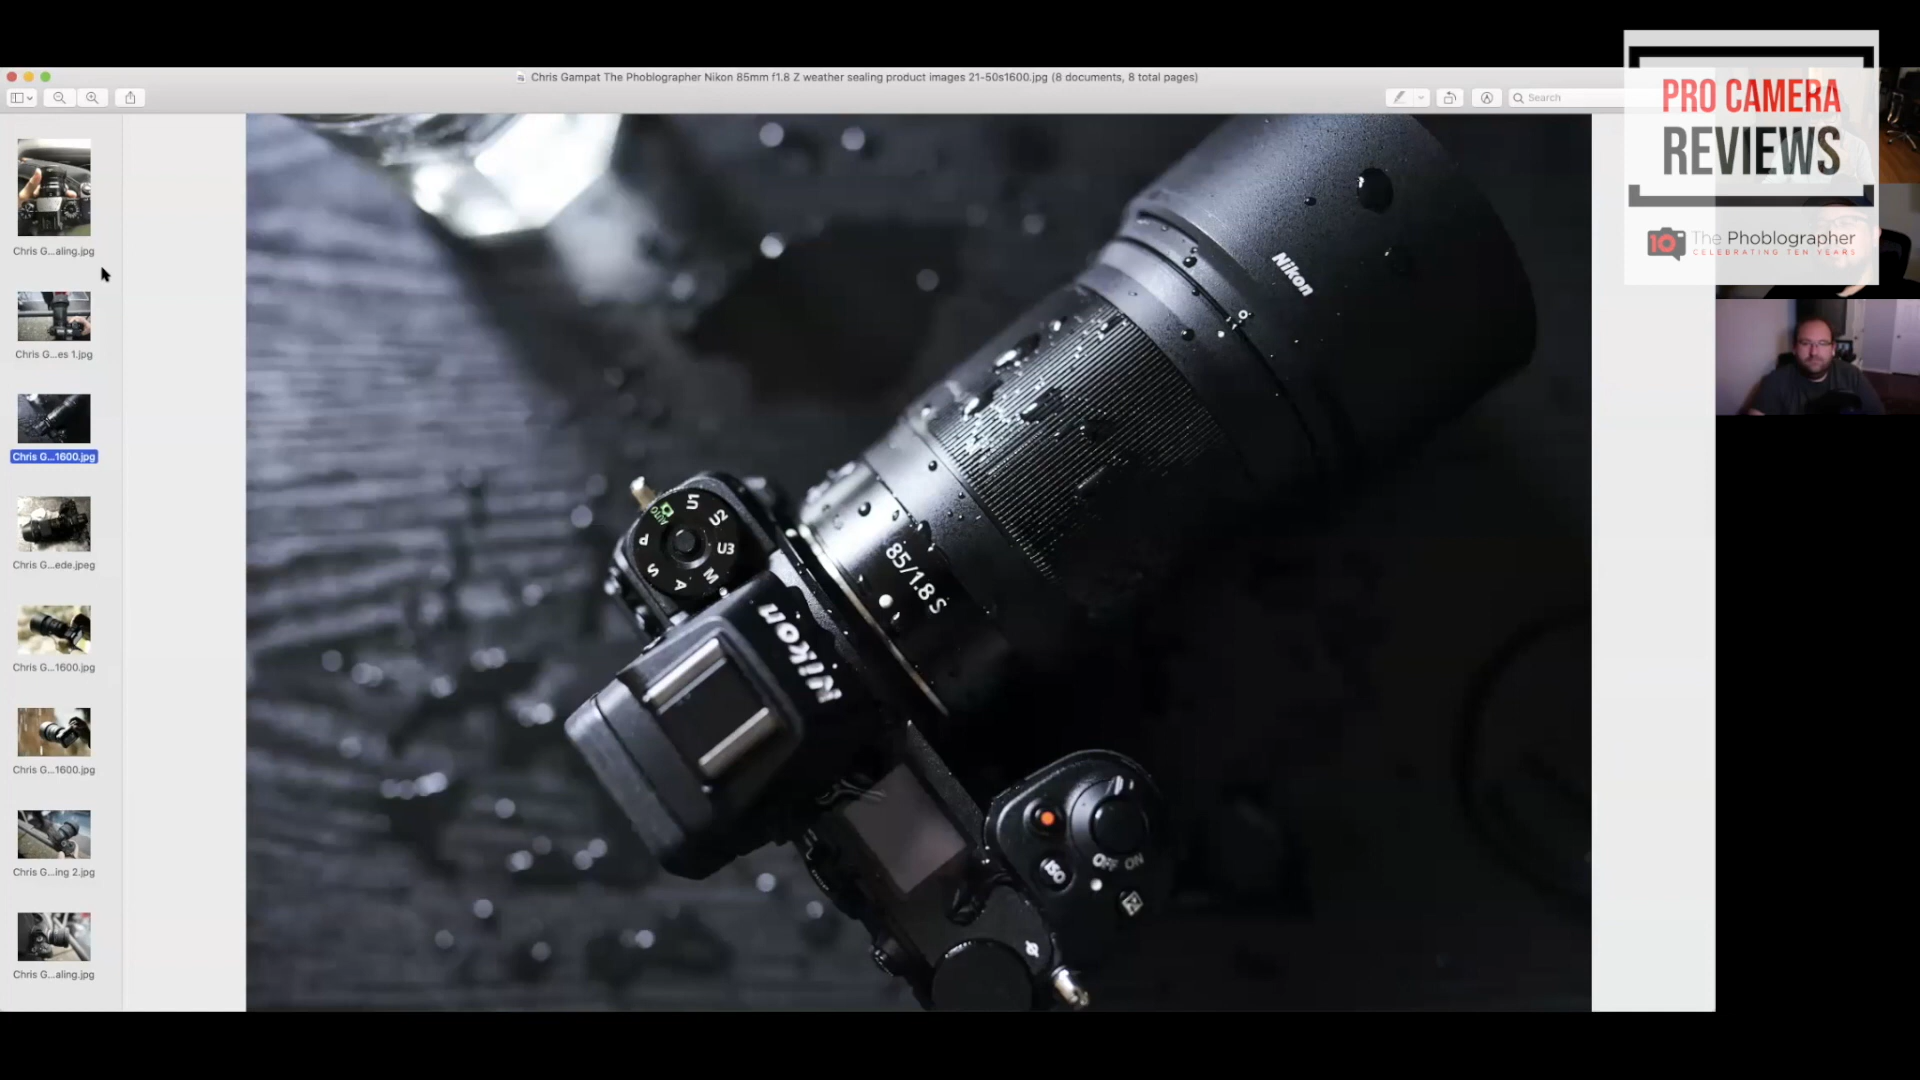 Chris Gampat The Phoblographer Nikon 85mm f1.8 Z weather sealing product images 21-50s1600.jpg (8 documents, 8 total pages)
Search
PRO CAMERA
REVIEWS
10 The Phoblographer
CELEBRATING TEN YEARS
Chris G...aling.jpg
Chris G...es 1.jpg
Chris G...1600.jpg
Chris G...ede.jpeg
Chris G...1600.jpg
Chris G...1600.jpg
Chris G...ing 2.jpg
Chris G...aling.jpg
Nikon
85/1.8 S
AUTO
P
S
A
M
U3
U2
Nikon
ISO
OFF ON